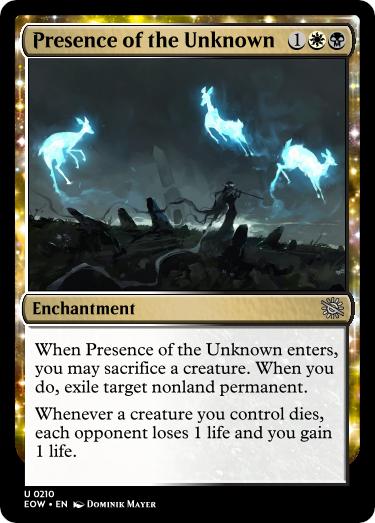 Presence of the Unknown 1
Enchantment
When Presence of the Unknown enters,
you may sacrifice a creature. When you
do, exile target nonland permanent.
Whenever a creature you control dies,
each opponent loses 1 life and you gain
1 life.
U 0210
EOW • EN Dominik Mayer